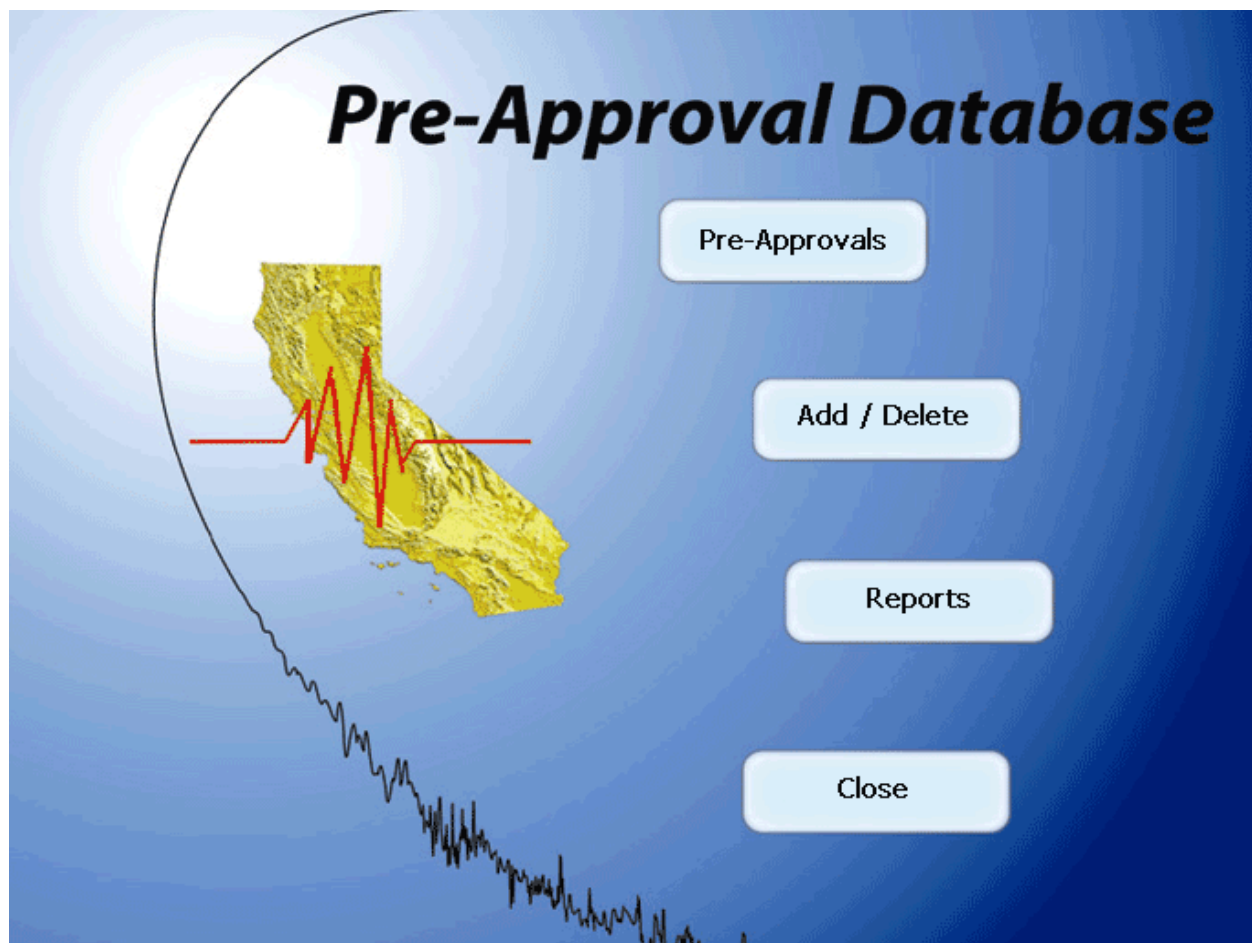 Pre-Approval Database
Pre-Approvals
Add / Delete
Reports
Close